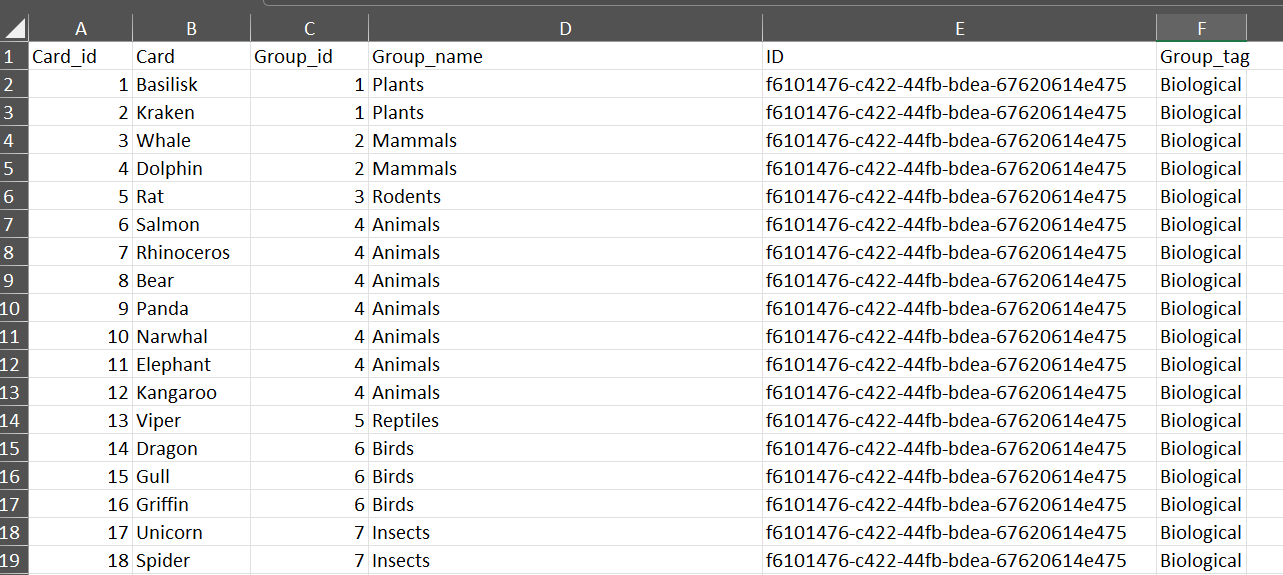 A B C D E F
1 Card_id Card Group_id Group_name ID Group_tag
2 1 Basilisk 1 Plants f6101476-c422-44fb-bdea-67620614e475 Biological
3 2 Kraken 1 Plants f6101476-c422-44fb-bdea-67620614e475 Biological
4 3 Whale 2 Mammals f6101476-c422-44fb-bdea-67620614e475 Biological
5 4 Dolphin 2 Mammals f6101476-c422-44fb-bdea-67620614e475 Biological
6 5 Rat 3 Rodents f6101476-c422-44fb-bdea-67620614e475 Biological
7 6 Salmon 4 Animals f6101476-c422-44fb-bdea-67620614e475 Biological
8 7 Rhinoceros 4 Animals f6101476-c422-44fb-bdea-67620614e475 Biological
9 8 Bear 4 Animals f6101476-c422-44fb-bdea-67620614e475 Biological
10 9 Panda 4 Animals f6101476-c422-44fb-bdea-67620614e475 Biological
11 10 Narwhal 4 Animals f6101476-c422-44fb-bdea-67620614e475 Biological
12 11 Elephant 4 Animals f6101476-c422-44fb-bdea-67620614e475 Biological
13 12 Kangaroo 4 Animals f6101476-c422-44fb-bdea-67620614e475 Biological
14 13 Viper 5 Reptiles f6101476-c422-44fb-bdea-67620614e475 Biological
15 14 Dragon 6 Birds f6101476-c422-44fb-bdea-67620614e475 Biological
16 15 Gull 6 Birds f6101476-c422-44fb-bdea-67620614e475 Biological
17 16 Griffin 6 Birds f6101476-c422-44fb-bdea-67620614e475 Biological
18 17 Unicorn 7 Insects f6101476-c422-44fb-bdea-67620614e475 Biological
19 18 Spider 7 Insects f6101476-c422-44fb-bdea-67620614e475 Biological